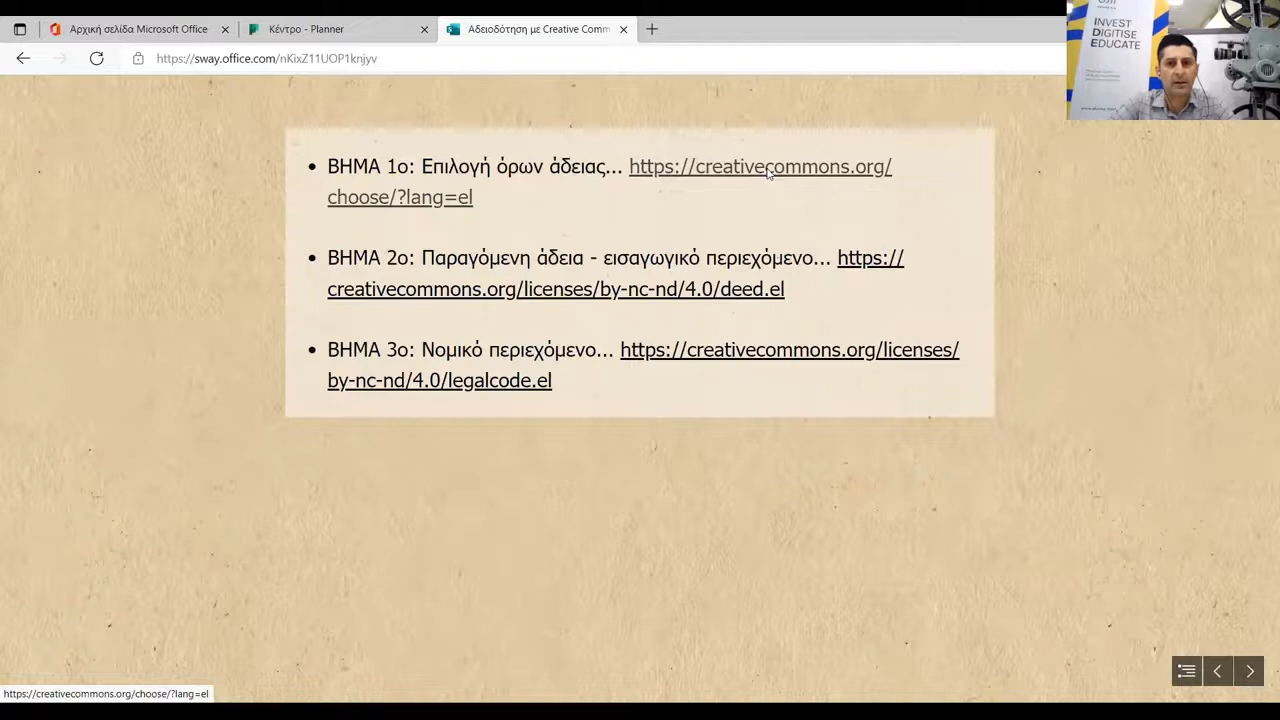 Αρχική σελίδα Microsoft Office
Κέντρο - Planner
Αδειοδότηση με Creative Comm
https://sway.office.com/nKixZ11UOP1knjyv
INVEST
DIGITISE
EDUCATE
• ΒΗΜΑ 1ο: Επιλογή όρων άδειας... https://creativecommons.org/
choose/?lang=el
• ΒΗΜΑ 2ο: Παραγόμενη άδεια - εισαγωγικό περιεχόμενο... https://
creativecommons.org/licenses/by-nc-nd/4.0/deed.el
• ΒΗΜΑ 3ο: Νομικό περιεχόμενο... https://creativecommons.org/licenses/
by-nc-nd/4.0/legalcode.el
https://creativecommons.org/choose/?lang=el